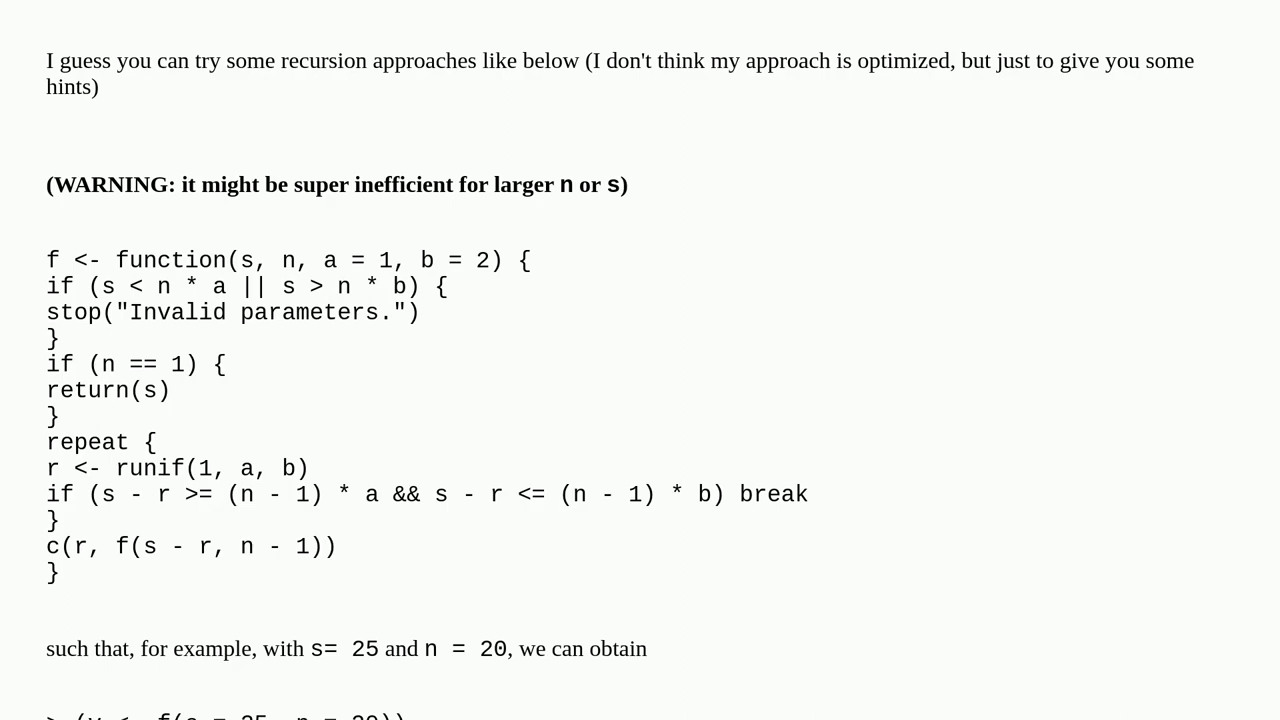 I guess you can try some recursion approaches like below (I don't think my approach is optimized, but just to give you some
hints)
(WARNING: it might be super inefficient for larger n or s)
f <- function(s, n, a = 1, b = 2) {
if (s < n * a || s > n * b) {
stop("Invalid parameters.")
}
if (n == 1) {
return(s)
}
repeat {
r <- runif(1, a, b)
if (s - r >= (n - 1) * a && s - r <= (n - 1) * b) break
}
c(r, f(s - r, n - 1))
}
such that, for example, with s= 25 and n = 20, we can obtain
> (v <- f(s = 25, n = 20))